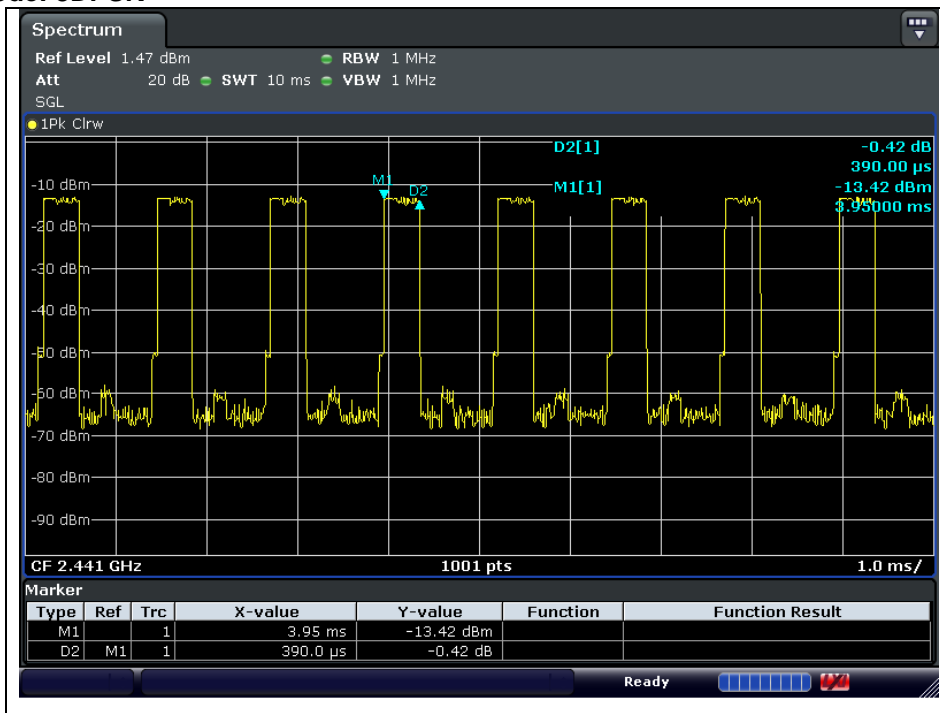 Spectrum
Ref Level 1.47 dBm RBW 1 MHz
Att 20 dB SWT 10 ms VBW 1 MHz
SGL
1Pk Clrw
D2[1] -0.42 dB
390.00 µs
M1[1] -13.42 dBm
3.95000 ms
M1
D2
-10 dBm
-20 dBm
-30 dBm
-40 dBm
-50 dBm
-60 dBm
-70 dBm
-80 dBm
-90 dBm
CF 2.441 GHz 1001 pts 1.0 ms/
Marker
Type Ref Trc X-value Y-value Function Function Result
M1 1 3.95 ms -13.42 dBm
D2 M1 1 390.0 µs -0.42 dB
Ready